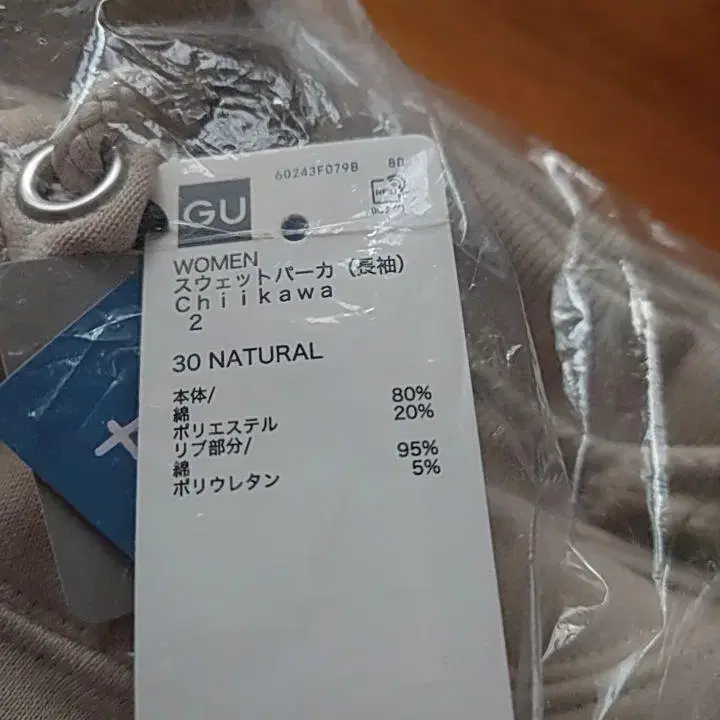 60243F079B 8D
GU
WOMEN
スウェットパーカ（長袖）
Chiikawa
2
30 NATURAL
本体/
綿 80%
ポリエステル 20%
リブ部分/
綿 95%
ポリウレタン 5%